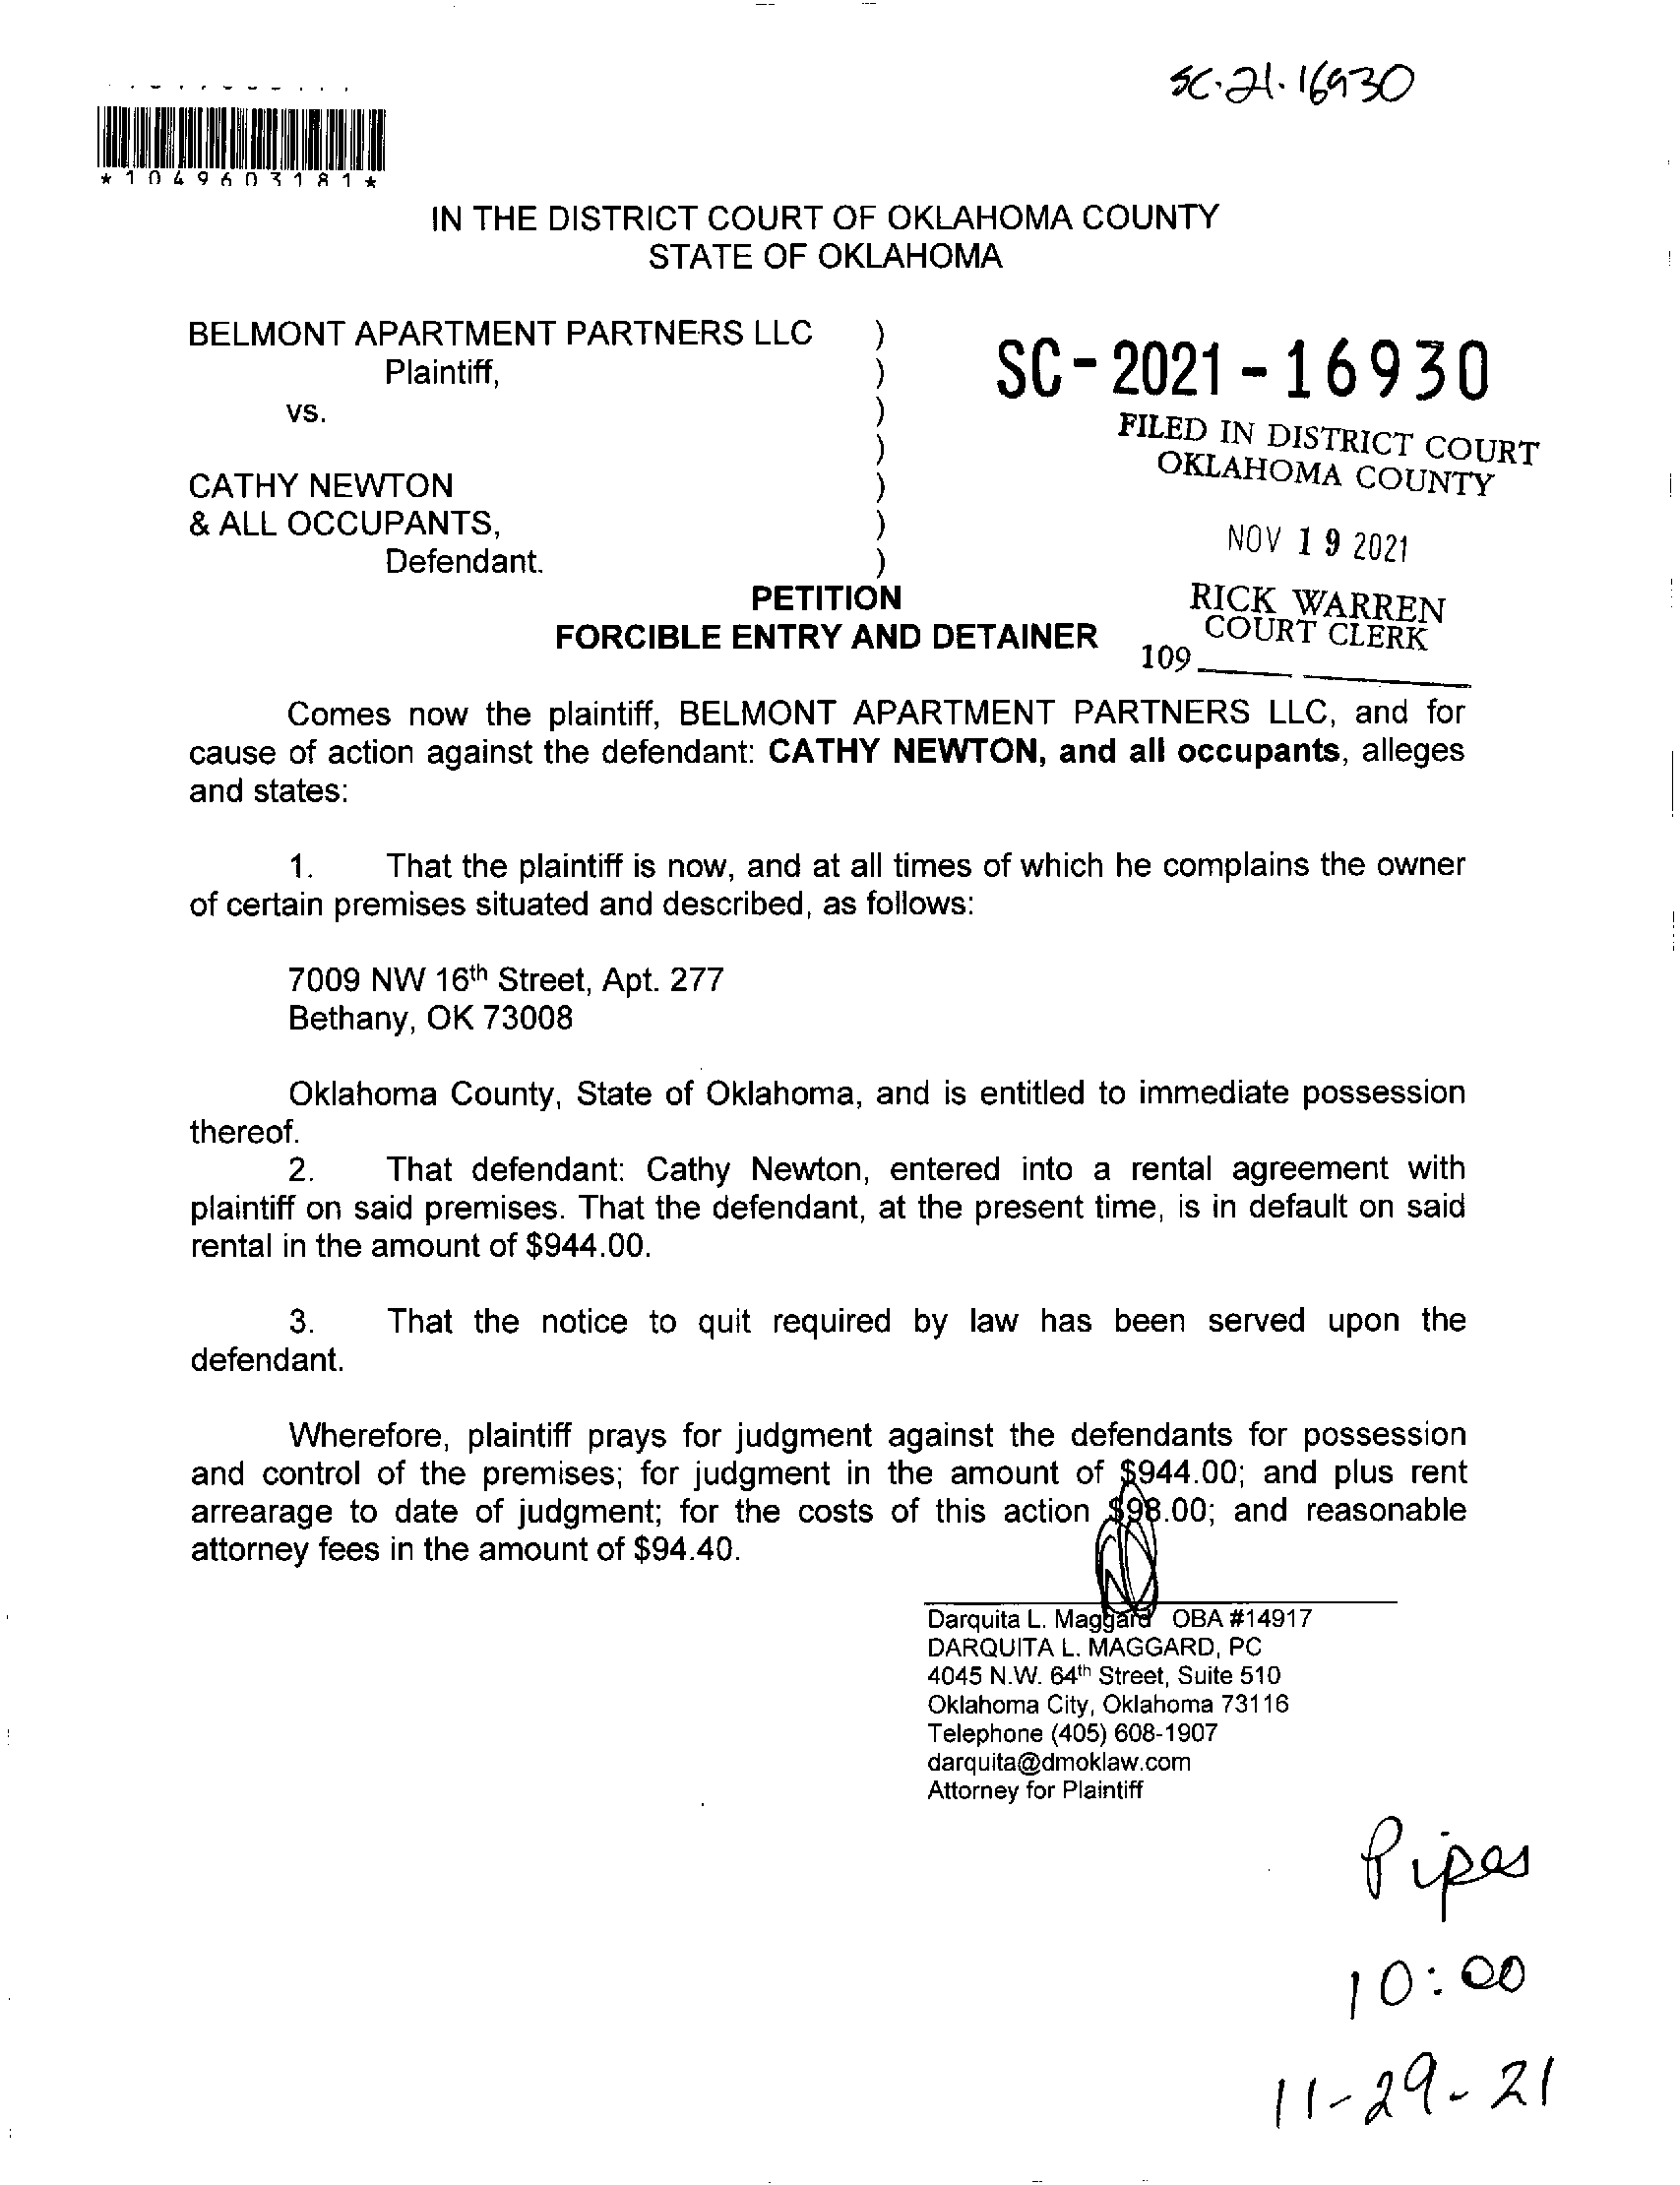 SC-21-16930
*1049603181*
IN THE DISTRICT COURT OF OKLAHOMA COUNTY
STATE OF OKLAHOMA
BELMONT APARTMENT PARTNERS LLC )
Plaintiff, )
vs. )
)
CATHY NEWTON )
& ALL OCCUPANTS, )
Defendant. )
SC-2021-16930
FILED IN DISTRICT COURT
OKLAHOMA COUNTY
NOV 19 2021
RICK WARREN
COURT CLERK
109
PETITION
FORCIBLE ENTRY AND DETAINER
Comes now the plaintiff, BELMONT APARTMENT PARTNERS LLC, and for
cause of action against the defendant: CATHY NEWTON, and all occupants, alleges
and states:
1. That the plaintiff is now, and at all times of which he complains the owner
of certain premises situated and described, as follows:
7009 NW 16th Street, Apt. 277
Bethany, OK 73008
Oklahoma County, State of Oklahoma, and is entitled to immediate possession
thereof.
2. That defendant: Cathy Newton, entered into a rental agreement with
plaintiff on said premises. That the defendant, at the present time, is in default on said
rental in the amount of $944.00.
3. That the notice to quit required by law has been served upon the
defendant.
Wherefore, plaintiff prays for judgment against the defendants for possession
and control of the premises; for judgment in the amount of $944.00; and plus rent
arrearage to date of judgment; for the costs of this action $98.00; and reasonable
attorney fees in the amount of $94.40.
Darquita L. Maggard OBA #14917
DARQUITA L. MAGGARD, PC
4045 N.W. 64th Street, Suite 510
Oklahoma City, Oklahoma 73116
Telephone (405) 608-1907
darquita@dmoklaw.com
Attorney for Plaintiff
Pipes
10:00
11-29-21